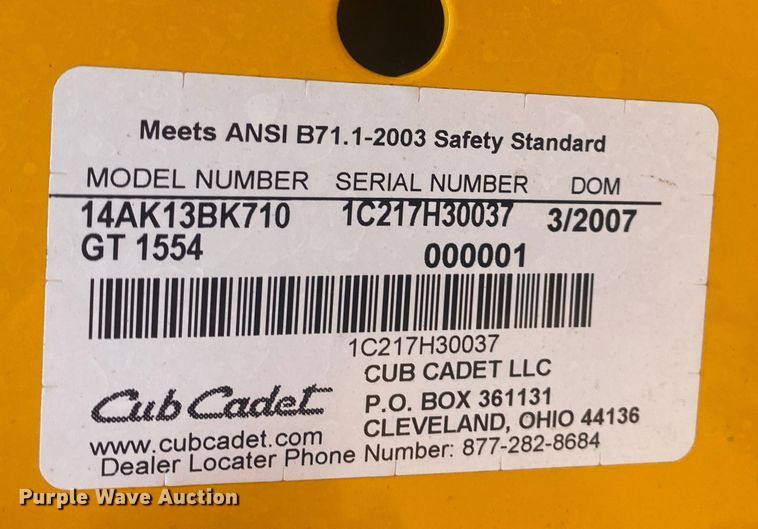 Meets ANSI B71.1-2003 Safety Standard
MODEL NUMBER SERIAL NUMBER DOM
14AK13BK710 1C217H30037 3/2007
GT 1554 000001
1C217H30037
CUB CADET LLC
P.O. BOX 361131
CLEVELAND, OHIO 44136
Cub Cadet
www.cubcadet.com
Dealer Locater Phone Number: 877-282-8684
Purple Wave Auction